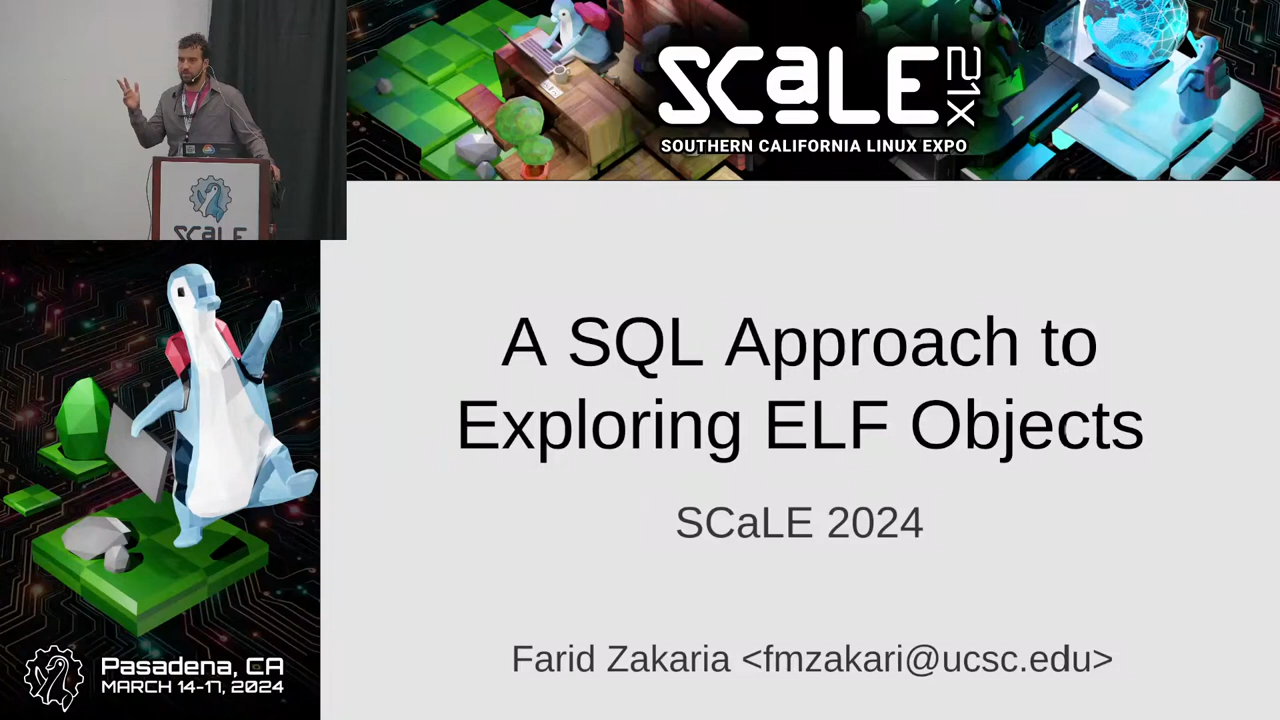 SCaLE 21x
SOUTHERN CALIFORNIA LINUX EXPO
SCaLE
A SQL Approach to
Exploring ELF Objects
SCaLE 2024
Farid Zakaria <fmzakari@ucsc.edu>
Pasadena, CA
MARCH 14-17, 2024